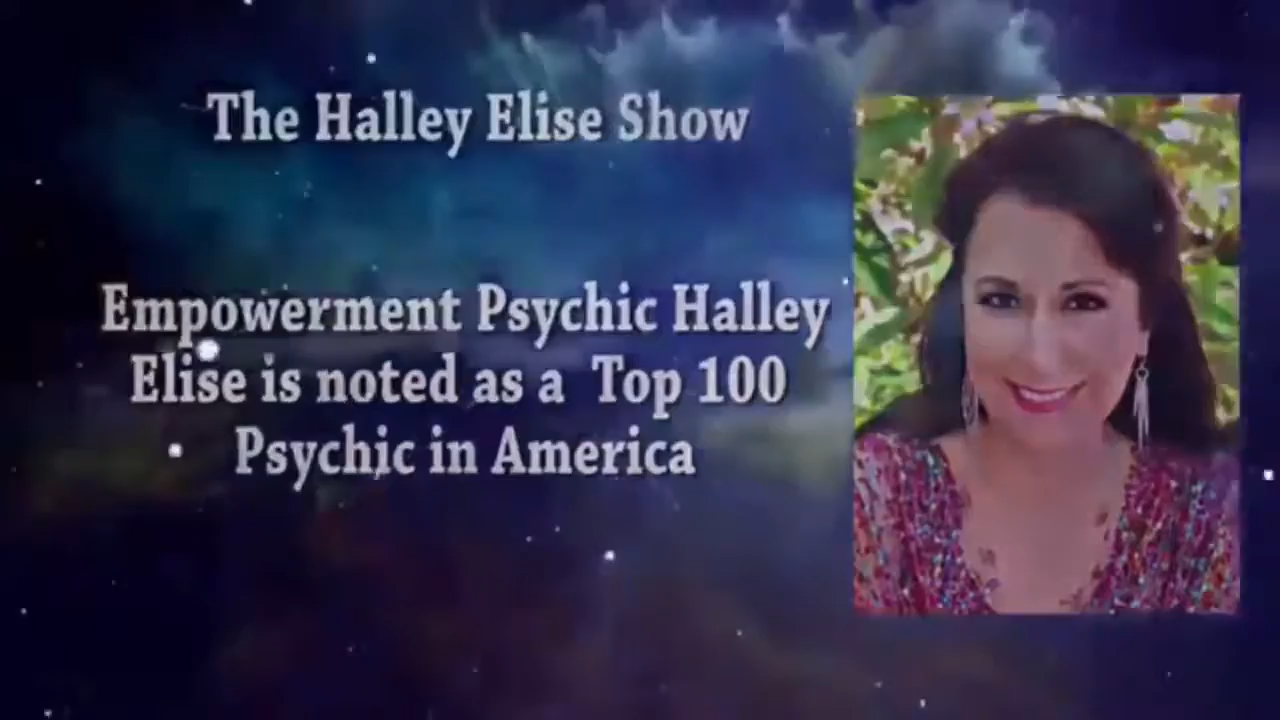 The Halley Elise Show
Empowerment Psychic Halley
Elise is noted as a Top 100
Psychic in America